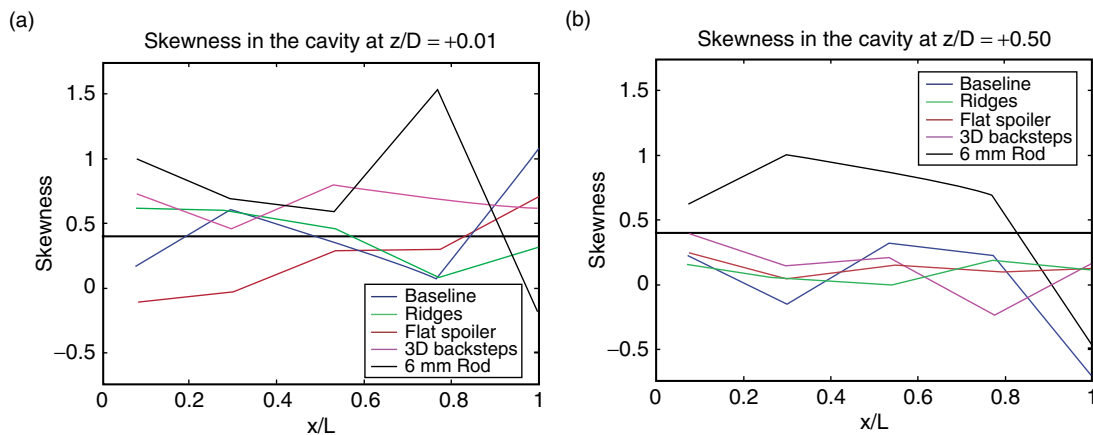 (a)
Skewness in the cavity at z/D = +0.01
Skewness
1.5
1
0.5
0
−0.5
0
0.2
0.4
0.6
0.8
1
x/L
Baseline
Ridges
Flat spoiler
3D backsteps
6 mm Rod
(b)
Skewness in the cavity at z/D = +0.50
Skewness
1.5
1
0.5
0
−0.5
0
0.2
0.4
0.6
0.8
1
x/L
Baseline
Ridges
Flat spoiler
3D backsteps
6 mm Rod